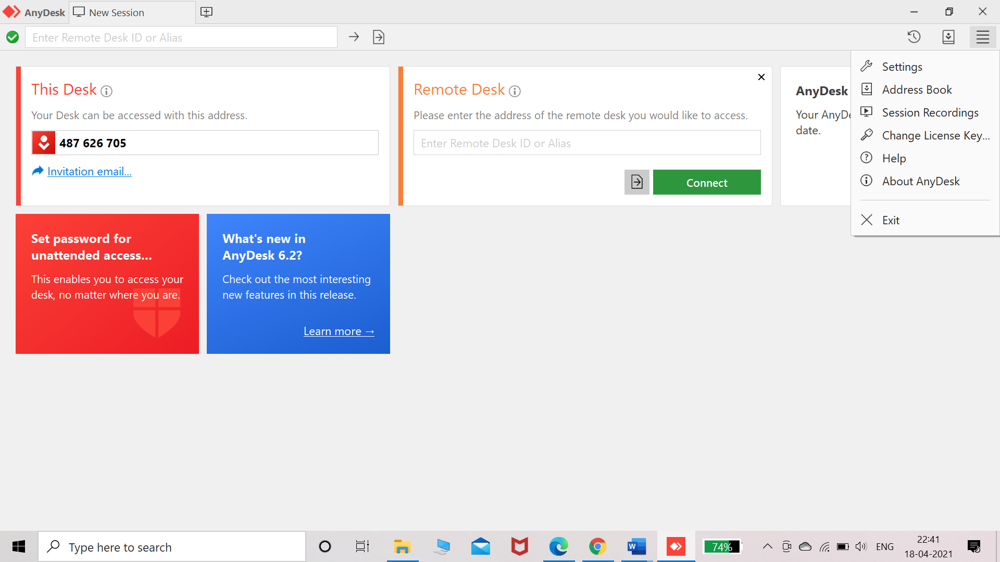 AnyDesk
New Session
Enter Remote Desk ID or Alias
This Desk
Your Desk can be accessed with this address.
487 626 705
Invitation email...
Remote Desk
Please enter the address of the remote desk you would like to access.
Enter Remote Desk ID or Alias
Connect
AnyDesk
Your AnyDe
date.
Settings
Address Book
Session Recordings
Change License Key...
Help
About AnyDesk
Exit
Set password for
unattended access...
This enables you to access your
desk, no matter where you are.
What's new in
AnyDesk 6.2?
Check out the most interesting
new features in this release.
Learn more →
Type here to search
W
74%
ENG
22:41
18-04-2021